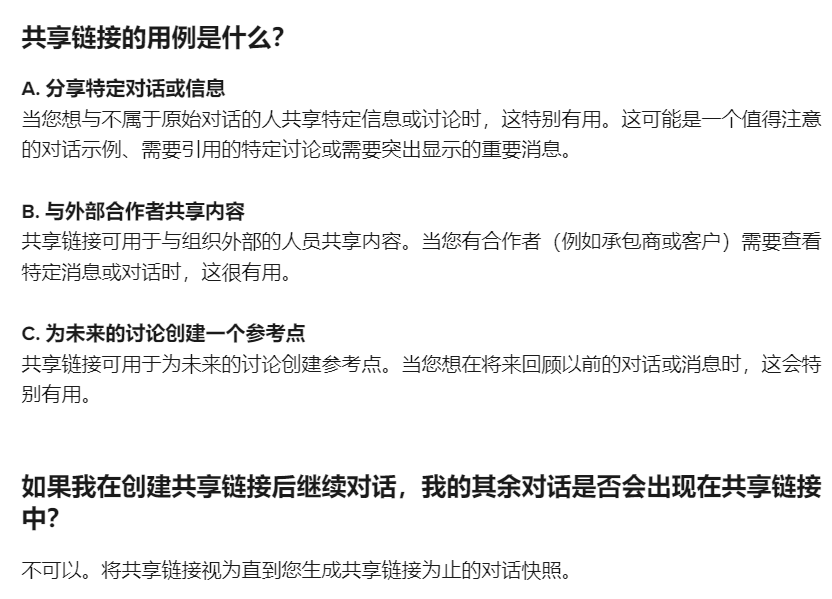 共享链接的用例是什么?
A. 分享特定对话或信息
当您想与不属于原始对话的人共享特定信息或讨论时，这特别有用。这可能是一个值得注意
的对话示例、需要引用的特定讨论或需要突出显示的重要消息。
B. 与外部合作者共享内容
共享链接可用于与组织外部的人员共享内容。当您有合作者（例如承包商或客户）需要查看
特定消息或对话时，这很有用。
C. 为未来的讨论创建一个参考点
共享链接可用于为未来的讨论创建参考点。当您想在将来回顾以前的对话或消息时，这会特
别有用。
如果我在创建共享链接后继续对话，我的其余对话是否会出现在共享链接
中?
不可以。将共享链接视为直到您生成共享链接为止的对话快照。